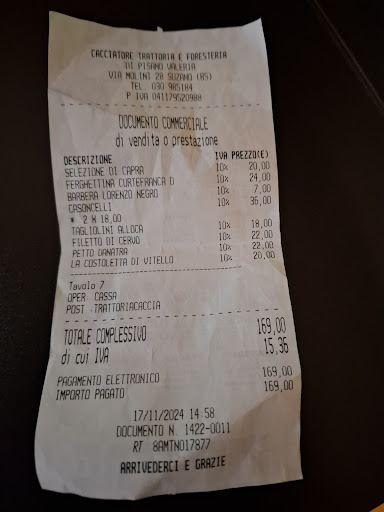 CACCIATORE TRATTORIA E FORESTERIA
DI PISANO VALERIA
VIA MOLINI 28 SUZANO (BS)
TEL. 030 985184
P IVA 041179520988
DOCUMENTO COMMERCIALE
di vendita o prestazione
DESCRIZIONE IVA PREZZO(€)
SELEZIONE DI CAPRA 10% 20,00
FERGHETTINA CURTEFRANCA D 10% 24,00
BARBERA LORENZO NEGRO 10% 7,00
CASONCELLI 10% 36,00
* 2 X 18,00
TAGLIOLINI ALLOCA 10% 18,00
FILETTO DI CERVO 10% 22,00
PETTO DANATRA 10% 22,00
LA COSTOLETTA DI VITELLO 10% 20,00
Tavolo 7
OPER: CASSA
POST : TRATTORIACACCIA
TOTALE COMPLESSIVO 169,00
di cui IVA 15,36
PAGAMENTO ELETTRONICO 169,00
IMPORTO PAGATO 169,00
17/11/2024 14 58
DOCUMENTO N. 1422-0011
RT 8AMTN017877
ARRIVEDERCI E GRAZIE